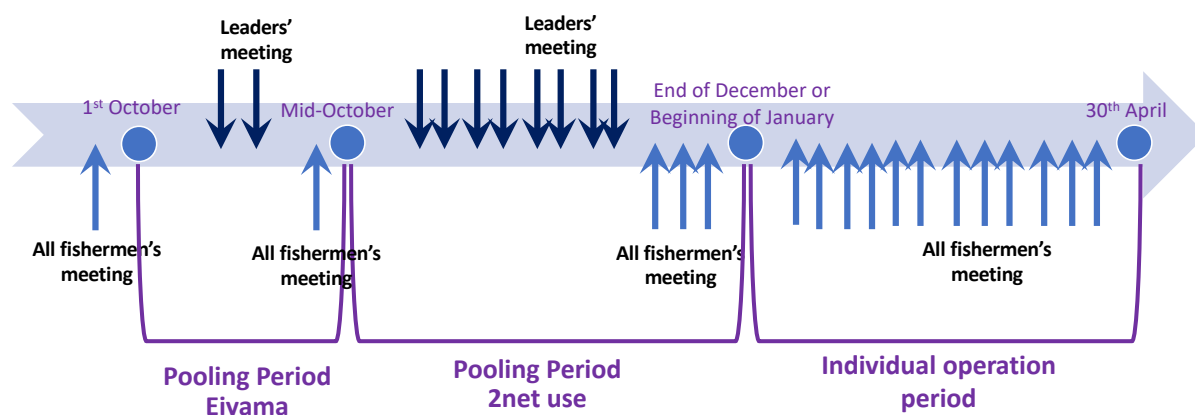 Leaders'
meeting
Leaders'
meeting
1st October
Mid-October
End of December or
Beginning of January
30th April
All fishermen's
meeting
All fishermen's
meeting
All fishermen's
meeting
All fishermen's
meeting
Pooling Period
Eiyama
Pooling Period
2net use
Individual operation
period